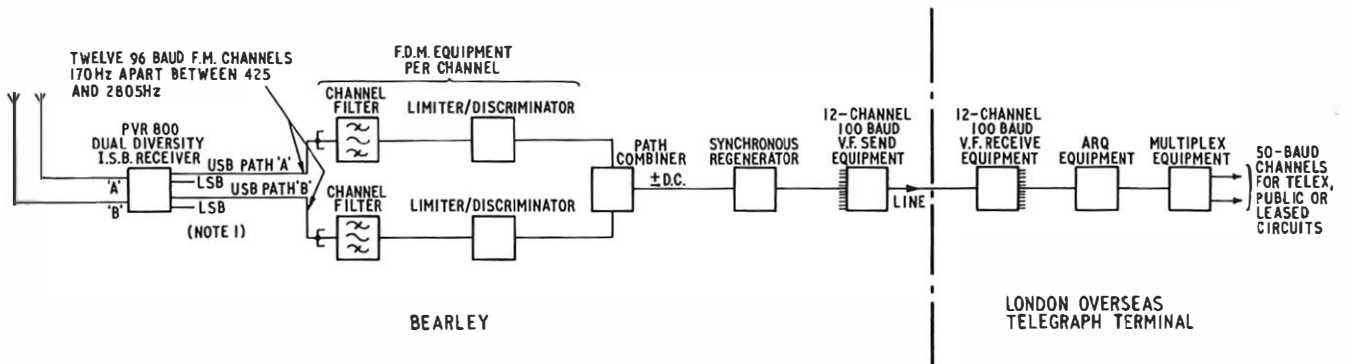 TWELVE 96 BAUD F.M. CHANNELS
170Hz APART BETWEEN 425
AND 2805Hz
F.D.M. EQUIPMENT
PER CHANNEL
CHANNEL
FILTER
LIMITER/DISCRIMINATOR
PVR 800
DUAL DIVERSITY
I.S.B. RECEIVER
USB PATH 'A'
LSB
USB PATH 'B'
LSB
(NOTE 1)
'A'
'B'
CHANNEL
FILTER
LIMITER/DISCRIMINATOR
PATH
COMBINER
± D.C.
SYNCHRONOUS
REGENERATOR
12-CHANNEL
100 BAUD
V.F. SEND
EQUIPMENT
LINE
12-CHANNEL
100 BAUD
V.F. RECEIVE
EQUIPMENT
ARQ
EQUIPMENT
MULTIPLEX
EQUIPMENT
50-BAUD
CHANNELS
FOR TELEX,
PUBLIC OR
LEASED
CIRCUITS
BEARLEY
LONDON OVERSEAS
TELEGRAPH TERMINAL